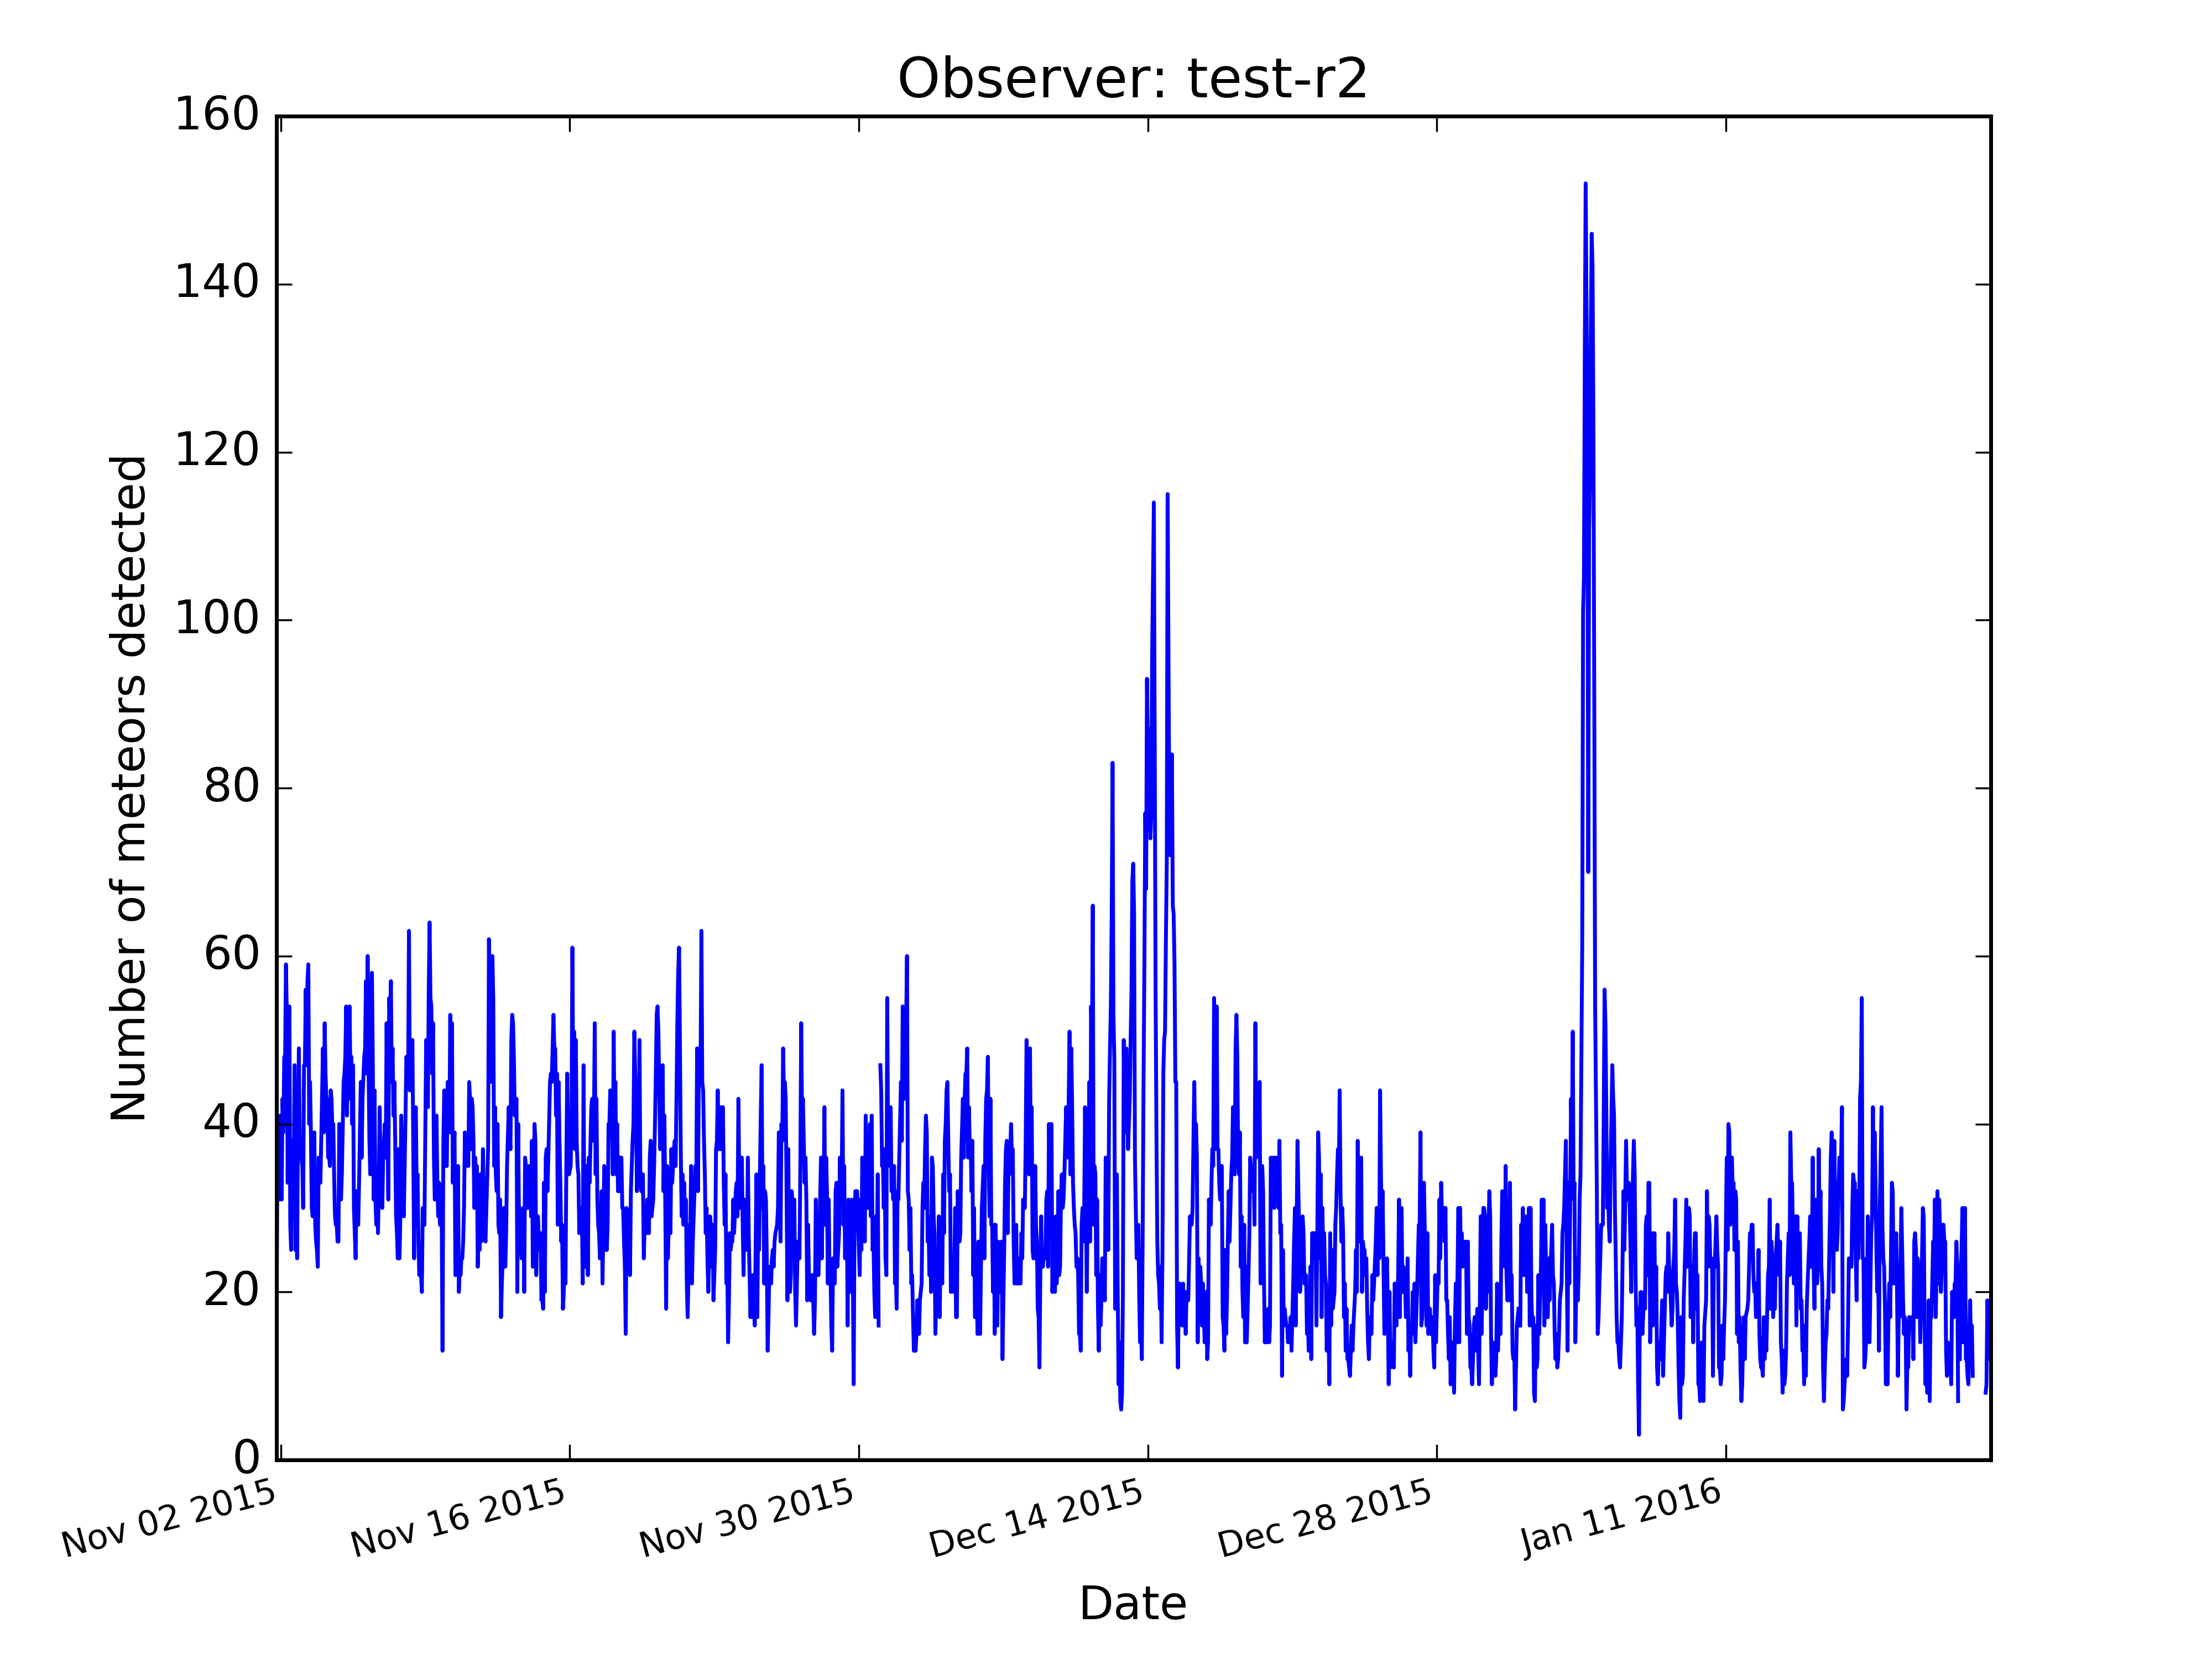 Observer: test-r2
160
140
120
100
80
60
40
20
0
Number of meteors detected
Nov 02 2015
Nov 16 2015
Nov 30 2015
Dec 14 2015
Dec 28 2015
Jan 11 2016
Date